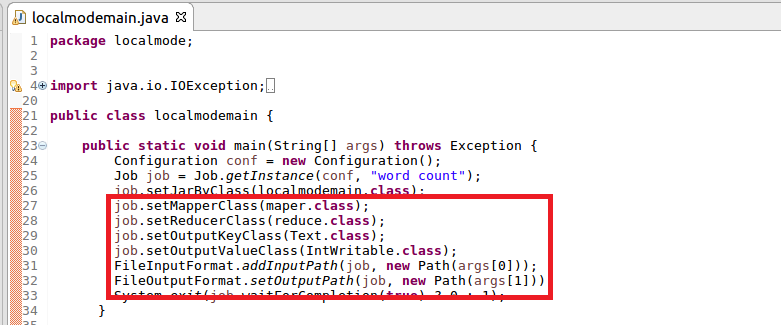 localmodemain.java
1 package localmode;
2
3
4 import java.io.IOException;
20
21 public class localmodemain {
22
23 public static void main(String[] args) throws Exception {
24 Configuration conf = new Configuration();
25 Job job = Job.getInstance(conf, "word count");
26 job.setJarByClass(localmodemain.class);
27 job.setMapperClass(maper.class);
28 job.setReducerClass(reduce.class);
29 job.setOutputKeyClass(Text.class);
30 job.setOutputValueClass(IntWritable.class);
31 FileInputFormat.addInputPath(job, new Path(args[0]));
32 FileOutputFormat.setOutputPath(job, new Path(args[1]))
33 System.exit(job.waitForCompletion(true) ? 0 : 1);
34 }
35